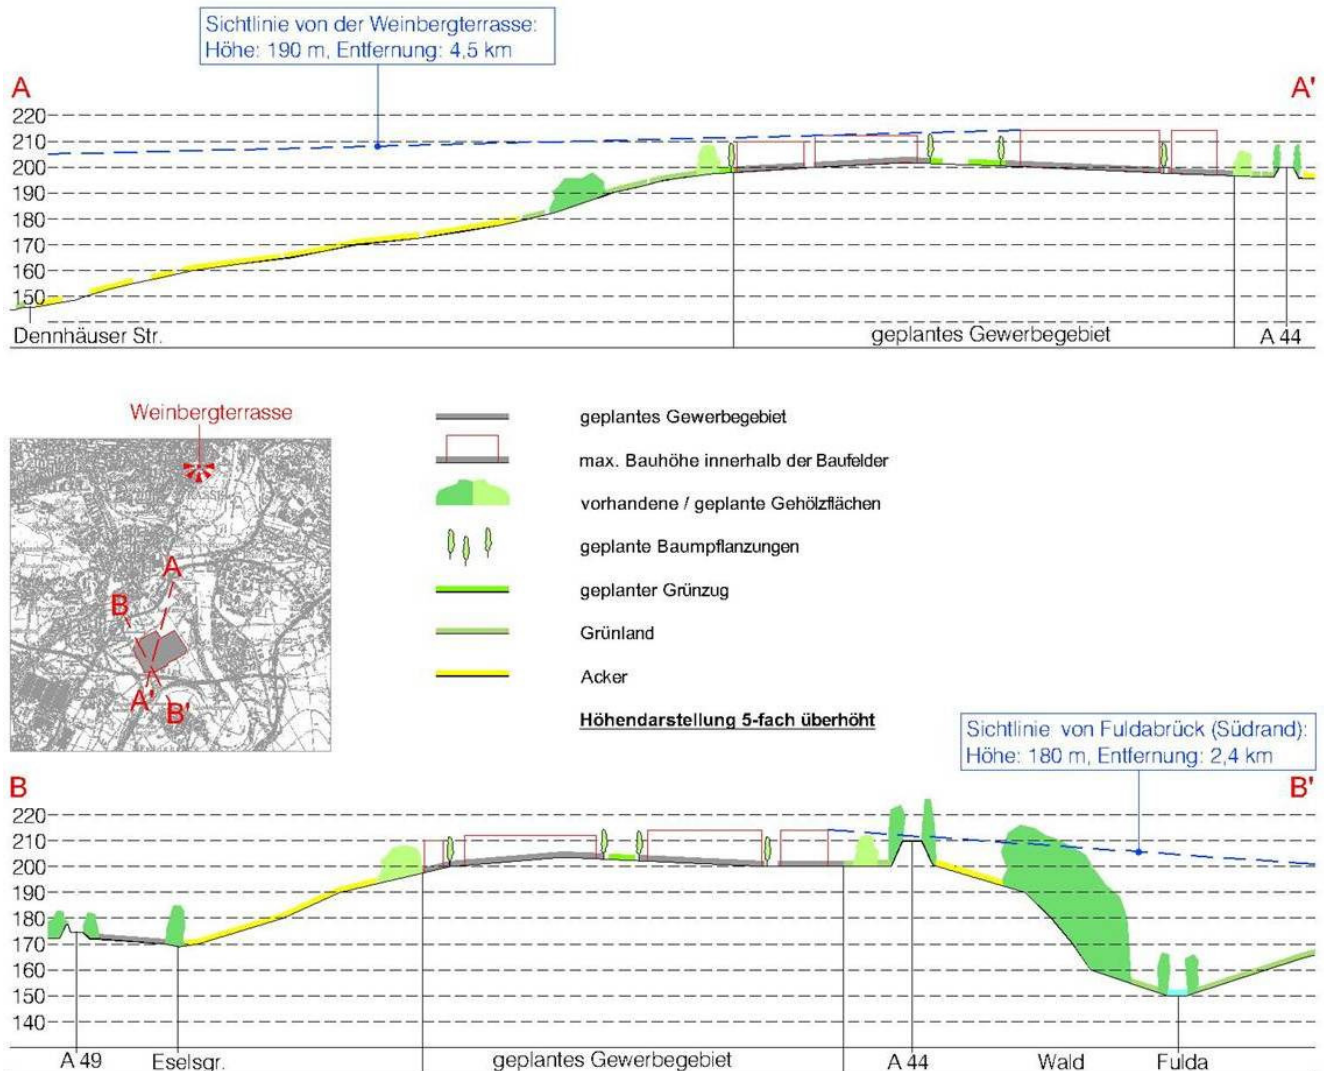 Sichtlinie von der Weinbergterrasse:
Höhe: 190 m, Entfernung: 4,5 km
A
A'
220
210
200
190
180
170
160
150
Dennhäuser Str.
geplantes Gewerbegebiet
A 44
Weinbergterrasse
A
B
A'
B'
geplantes Gewerbegebiet
max. Bauhöhe innerhalb der Baufelder
vorhandene / geplante Gehölzflächen
geplante Baumpflanzungen
geplanter Grünzug
Grünland
Acker
Höhendarstellung 5-fach überhöht
Sichtlinie von Fuldabrück (Südrand):
Höhe: 180 m, Entfernung: 2,4 km
B
B'
220
210
200
190
180
170
160
150
140
A 49
Eselsgr.
geplantes Gewerbegebiet
A 44
Wald
Fulda